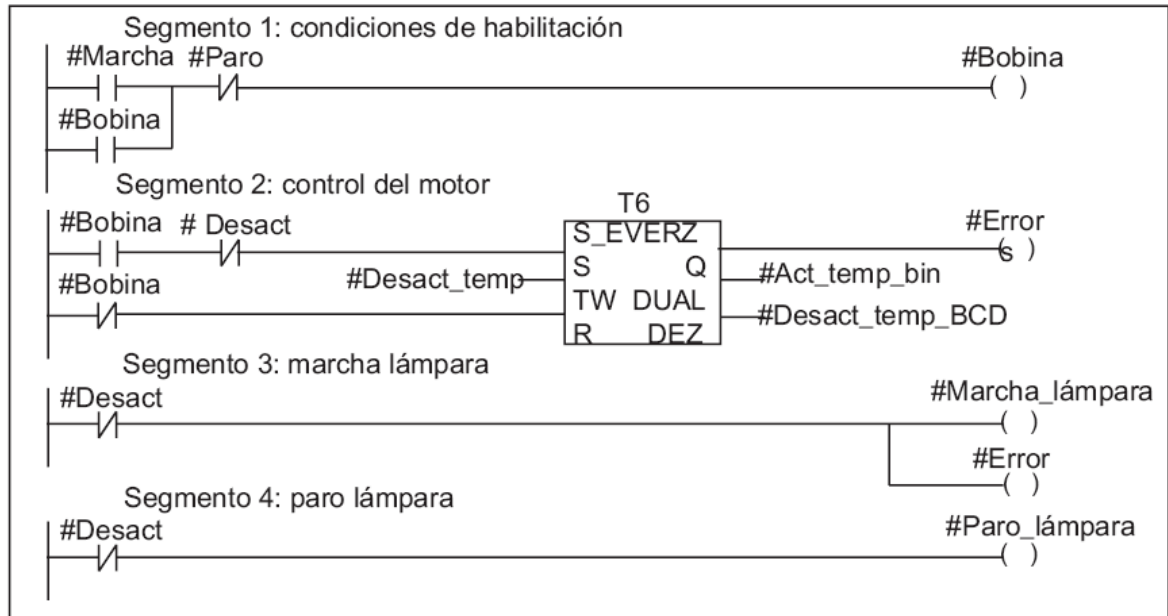 Segmento 1: condiciones de habilitación
#Marcha #Paro #Bobina
( )
#Bobina
Segmento 2: control del motor
T6
#Bobina # Desact #Error
S_EVERZ
(s )
#Desact_temp S Q #Act_temp_bin
#Bobina
TW DUAL #Desact_temp_BCD
R DEZ
Segmento 3: marcha lámpara
#Desact #Marcha_lámpara
( )
#Error
( )
Segmento 4: paro lámpara
#Desact #Paro_lámpara
( )